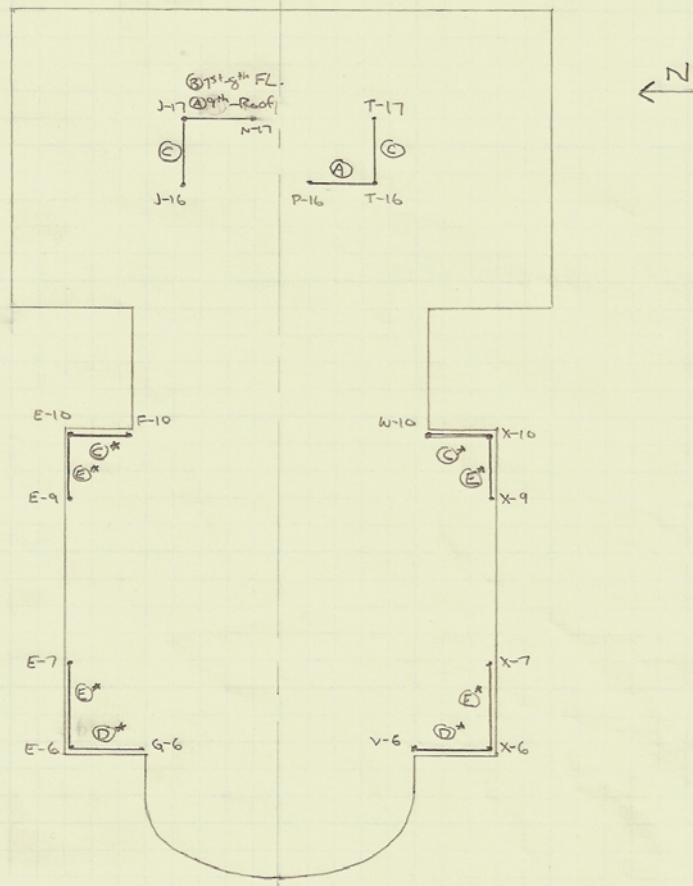 Ⓑ 1st-8th FL.
J-17 Ⓐ 9th-Roof T-17
N-17
Ⓒ Ⓒ
Ⓐ
J-16 P-16 T-16
N
E-10 F-10 W-10 X-10
Ⓒ* Ⓒ*
Ⓔ* Ⓔ*
E-9 X-9
E-7 X-7
Ⓔ* Ⓔ*
Ⓓ* Ⓓ*
E-6 G-6 V-6 X-6